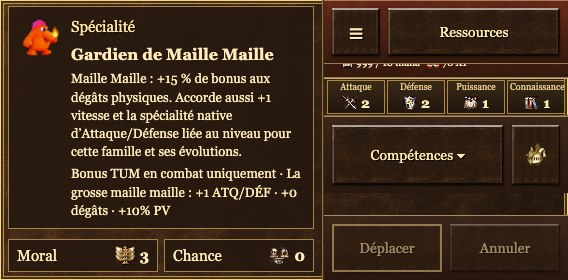 Spécialité
Gardien de Maille Maille
Maille Maille : +15 % de bonus aux
dégâts physiques. Accorde aussi +1
vitesse et la spécialité native
d'Attaque/Défense liée au niveau pour
cette famille et ses évolutions.
Bonus TUM en combat uniquement · La
grosse maille maille : +1 ATQ/DÉF · +0
dégâts · +10% PV
Moral 3
Chance 0
≡
Ressources
Attaque
2
Défense
2
Puissance
1
Connaissance
1
Compétences
Déplacer
Annuler